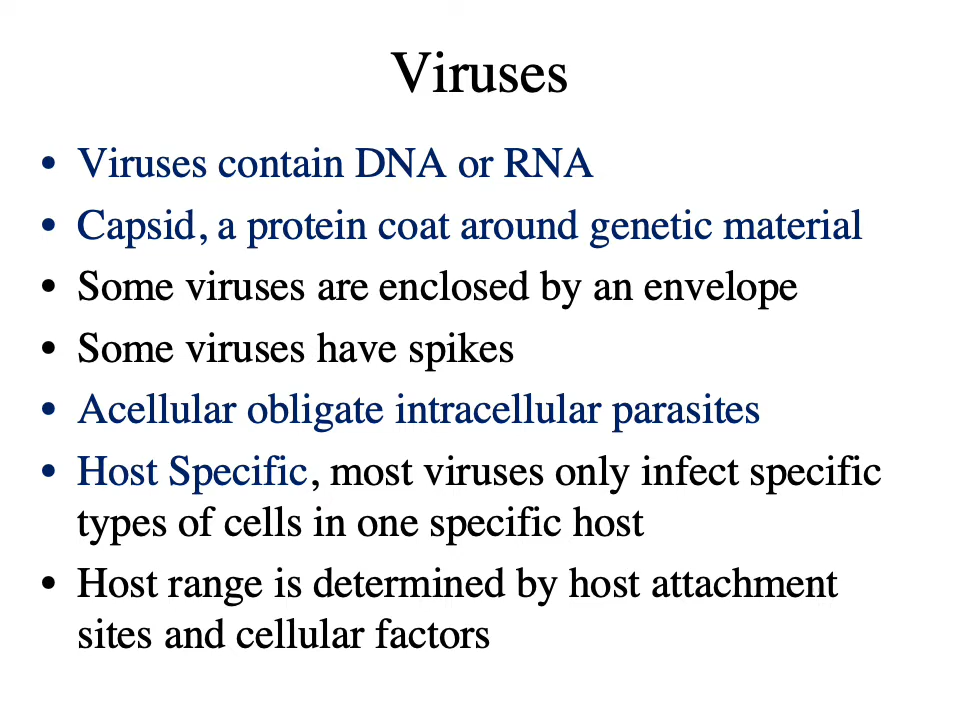 Viruses
• Viruses contain DNA or RNA
• Capsid, a protein coat around genetic material
• Some viruses are enclosed by an envelope
• Some viruses have spikes
• Acellular obligate intracellular parasites
• Host Specific, most viruses only infect specific
types of cells in one specific host
• Host range is determined by host attachment
sites and cellular factors